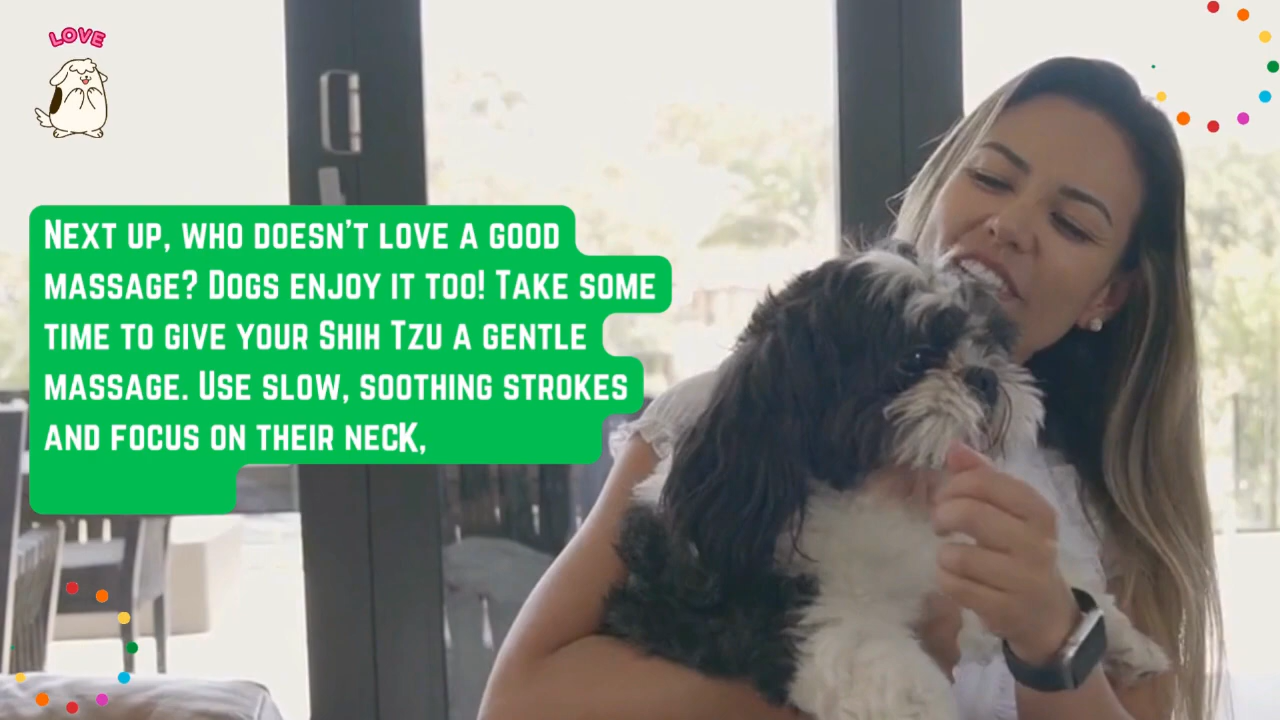 LOVE
Next up, who doesn't love a good
massage? Dogs enjoy it too! Take some
time to give your Shih Tzu a gentle
massage. Use slow, soothing strokes
and focus on their neck,